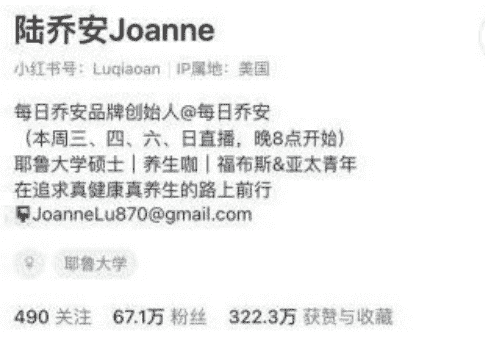 陆乔安Joanne
小红书号：Luqiaoan | IP属地：美国
每日乔安品牌创始人@每日乔安
（本周三、四、六、日直播，晚8点开始）
耶鲁大学硕士｜养生咖｜福布斯&亚太青年
在追求真健康真养生的路上前行
JoanneLu870@gmail.com
耶鲁大学
490 关注 67.1万 粉丝 322.3万 获赞与收藏